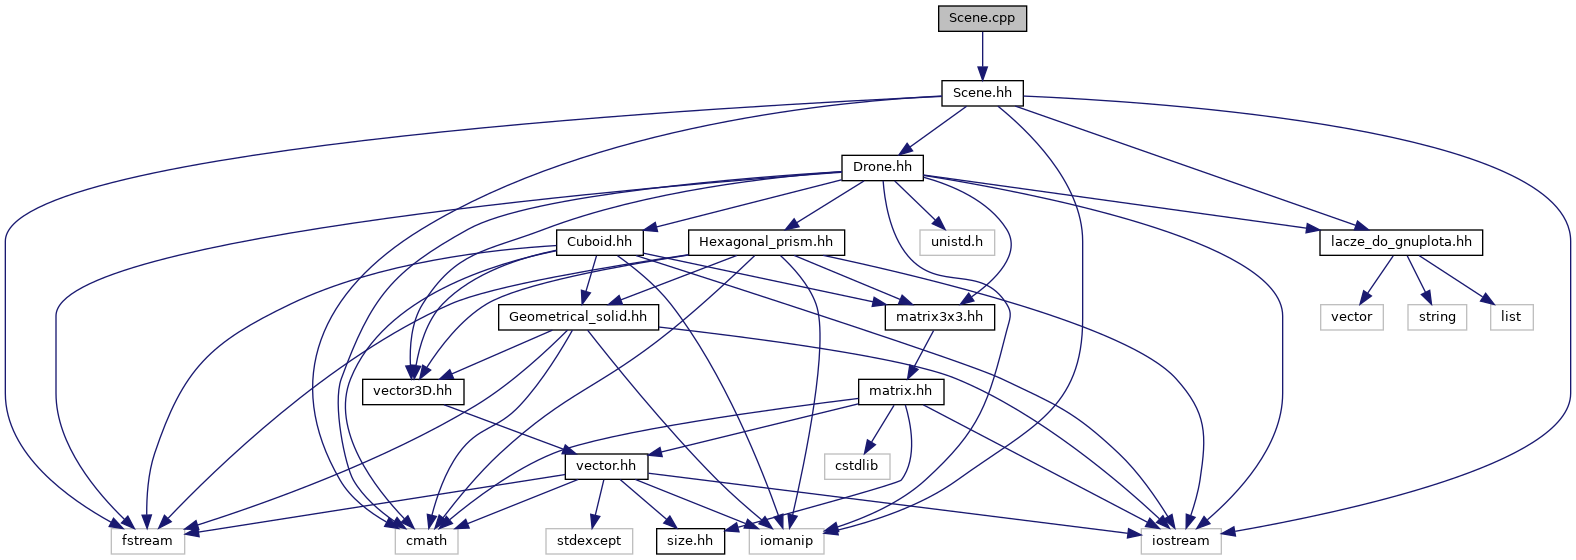 Scene.cpp
Scene.hh
Drone.hh
Cuboid.hh
Hexagonal_prism.hh
unistd.h
lacze_do_gnuplota.hh
Geometrical_solid.hh
matrix3x3.hh
vector
string
list
vector3D.hh
matrix.hh
vector.hh
cstdlib
fstream
cmath
stdexcept
size.hh
iomanip
iostream